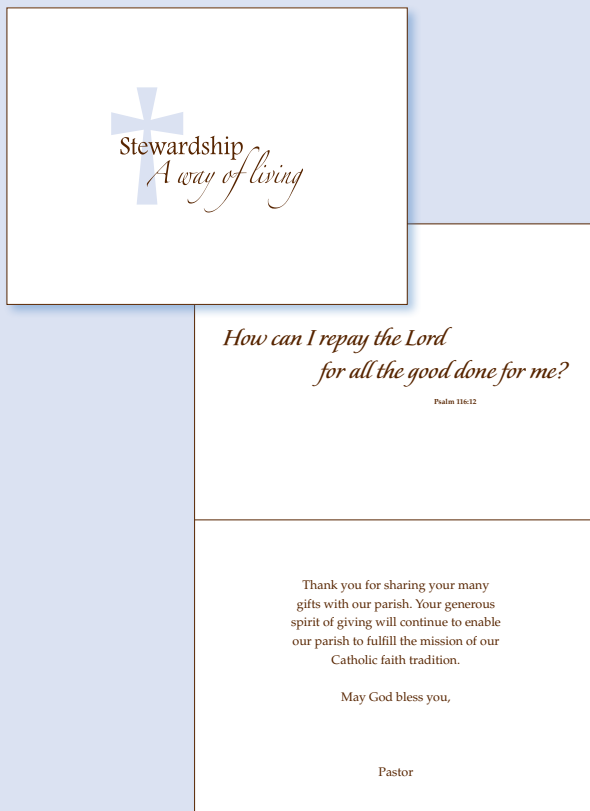 Stewardship
A way of living
How can I repay the Lord
for all the good done for me?
Psalm 116:12
Thank you for sharing your many
gifts with our parish. Your generous
spirit of giving will continue to enable
our parish to fulfill the mission of our
Catholic faith tradition.
May God bless you,
Pastor